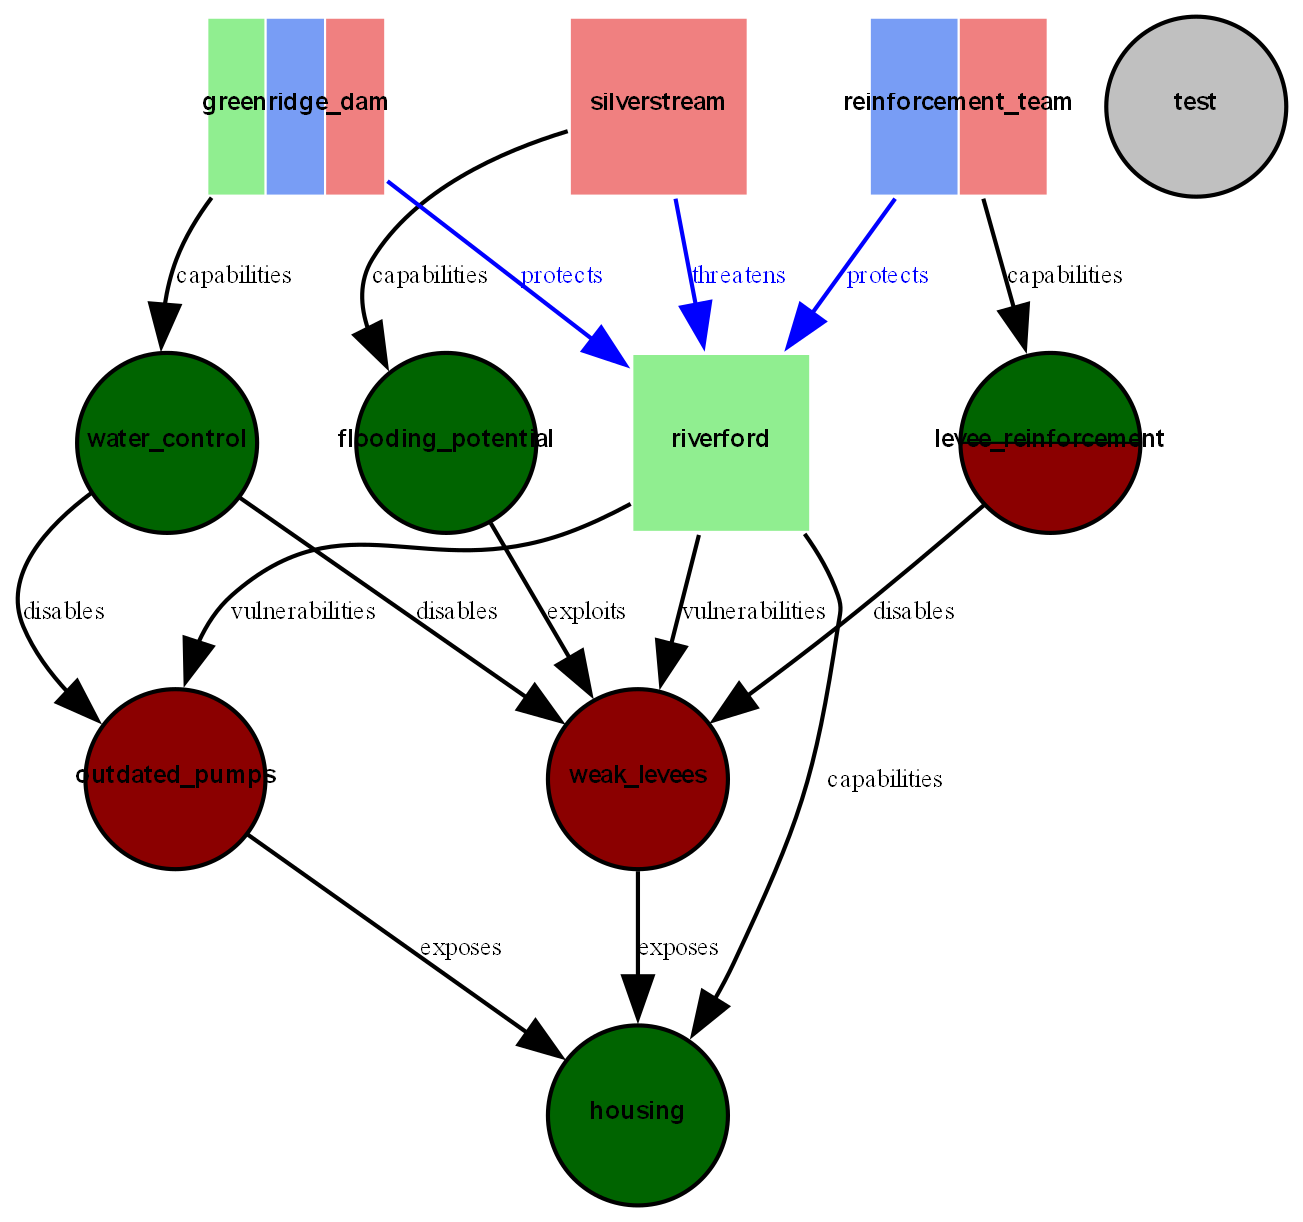 greenridge_dam
silverstream
reinforcement_team
test
capabilities
capabilities
protects
threatens
protects
capabilities
water_control
flooding_potential
riverford
levee_reinforcement
disables
vulnerabilities
disables
exploits
vulnerabilities
disables
outdated_pumps
weak_levees
capabilities
exposes
exposes
housing